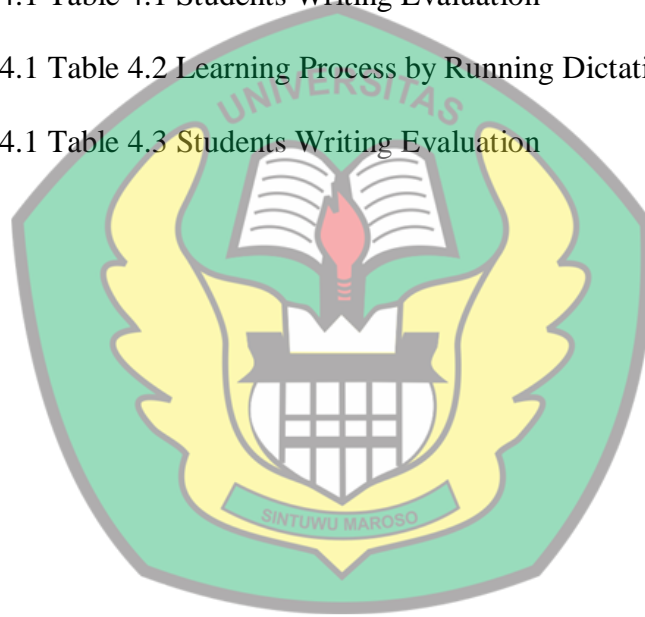 4.1 Table 4.1 Students Writing Evaluation
4.1 Table 4.2 Learning Process by Running
4.1 Table 4.3 Students Writing Evaluation
UNIVERSITAS
SINTUWU MAROSO